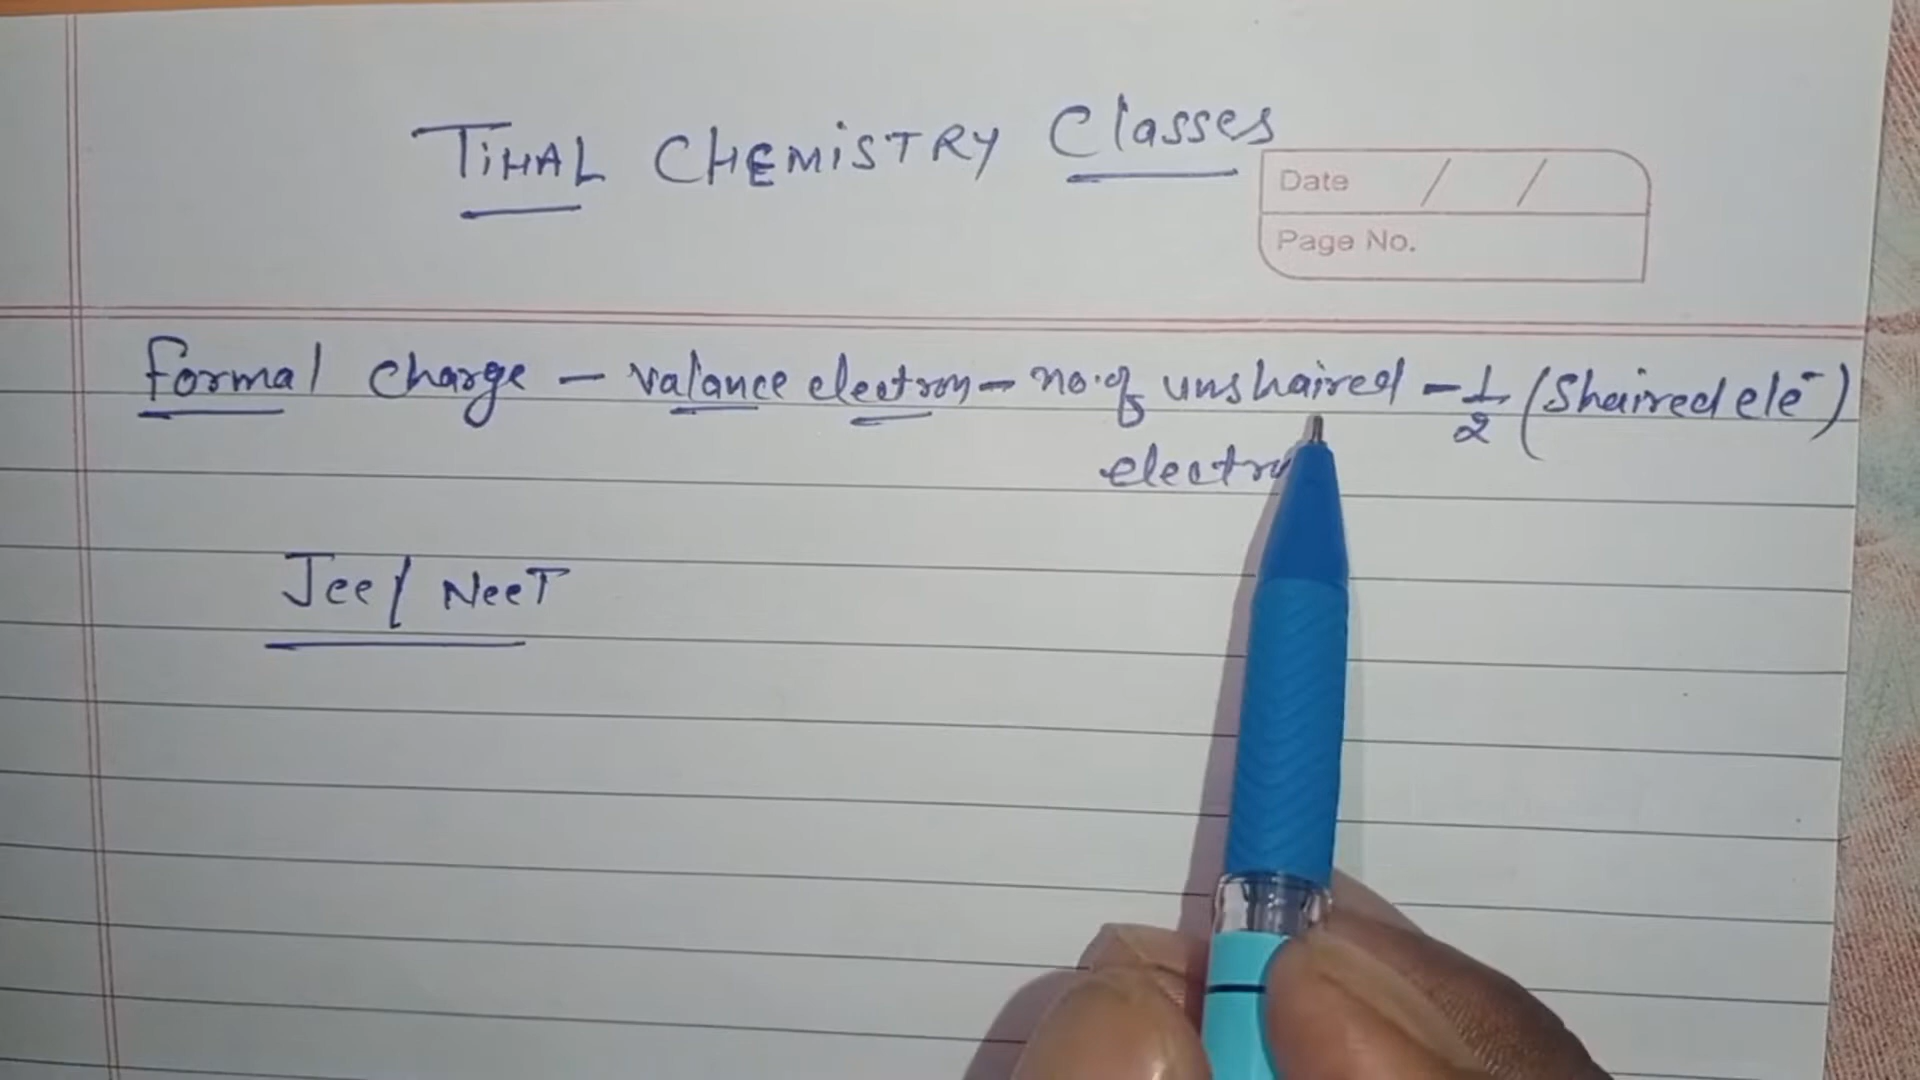 TiHAL CHEMiSTRY Classes
Date / /
Page No.
formal charge – valance electron – no. of unshaired – 1/2 (Shaired ele⁻)
Jee/ NeeT